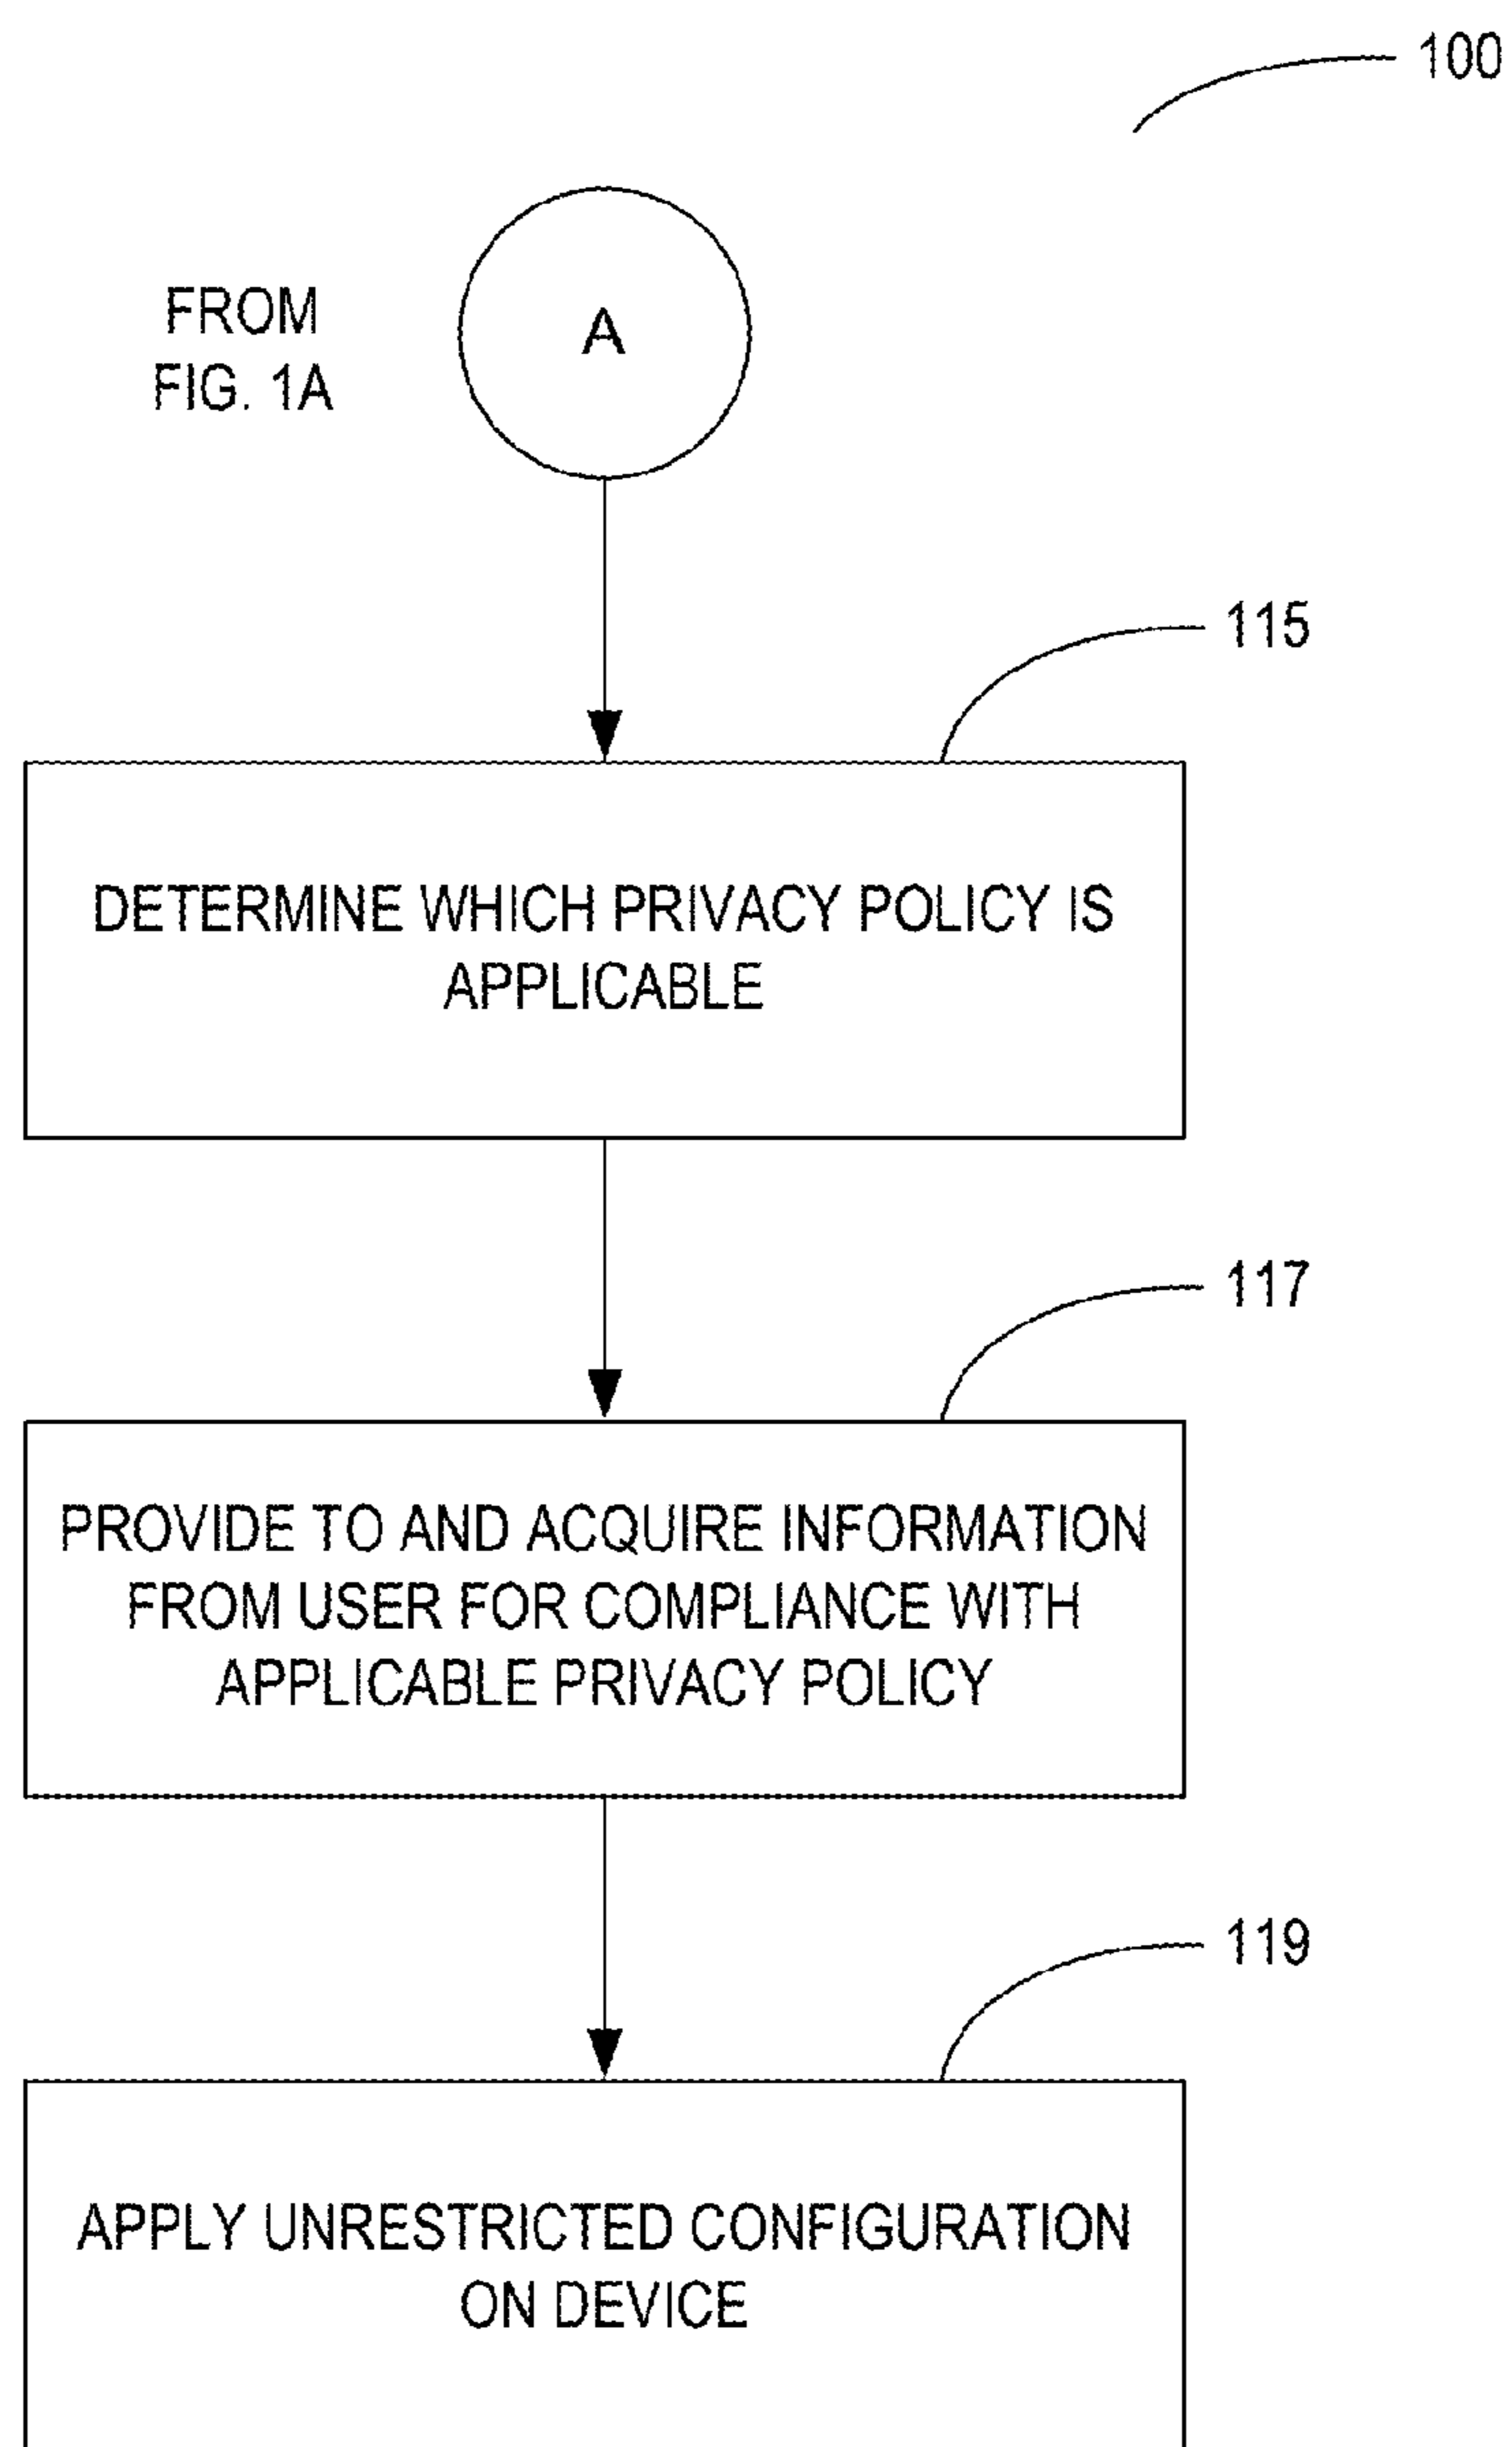 100
FROM
FIG. 1A
A
115
DETERMINE WHICH PRIVACY POLICY IS
APPLICABLE
117
PROVIDE TO AND ACQUIRE INFORMATION
FROM USER FOR COMPLIANCE WITH
APPLICABLE PRIVACY POLICY
119
APPLY UNRESTRICTED CONFIGURATION
ON DEVICE